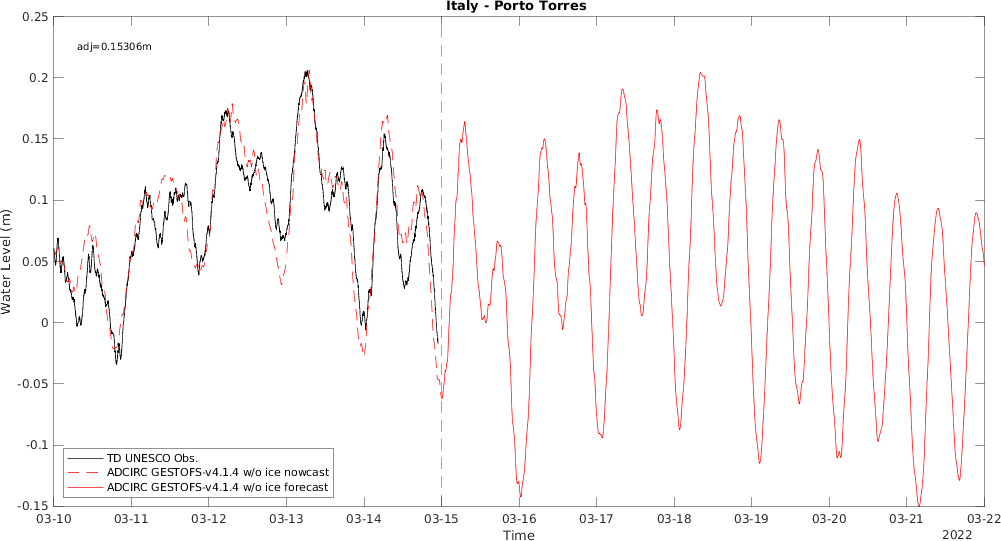 Italy - Porto Torres
adj=0.15306m
0.25
0.2
0.15
0.1
0.05
0
-0.05
-0.1
-0.15
Water Level (m)
TD UNESCO Obs.
ADCIRC GESTOFS-v4.1.4 w/o ice nowcast
ADCIRC GESTOFS-v4.1.4 w/o ice forecast
03-10 03-11 03-12 03-13 03-14 03-15 03-16 03-17 03-18 03-19 03-20 03-21 03-22
Time
2022